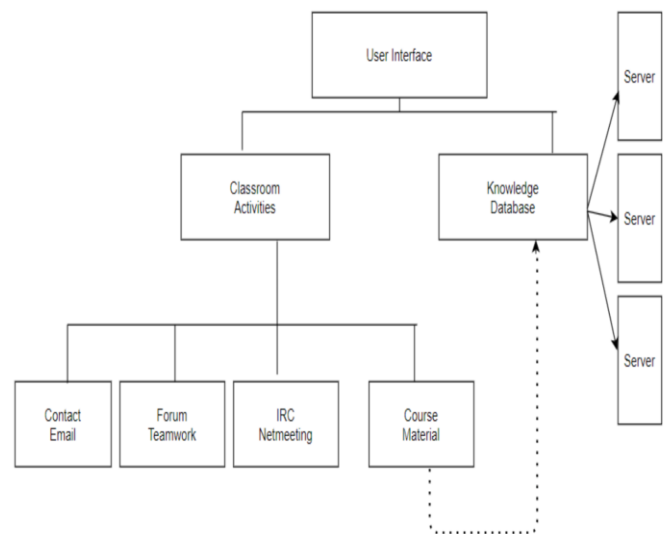 User Interface
Server
Classroom
Activities
Knowledge
Database
Server
Server
Contact
Email
Forum
Teamwork
IRC
Netmeeting
Course
Material